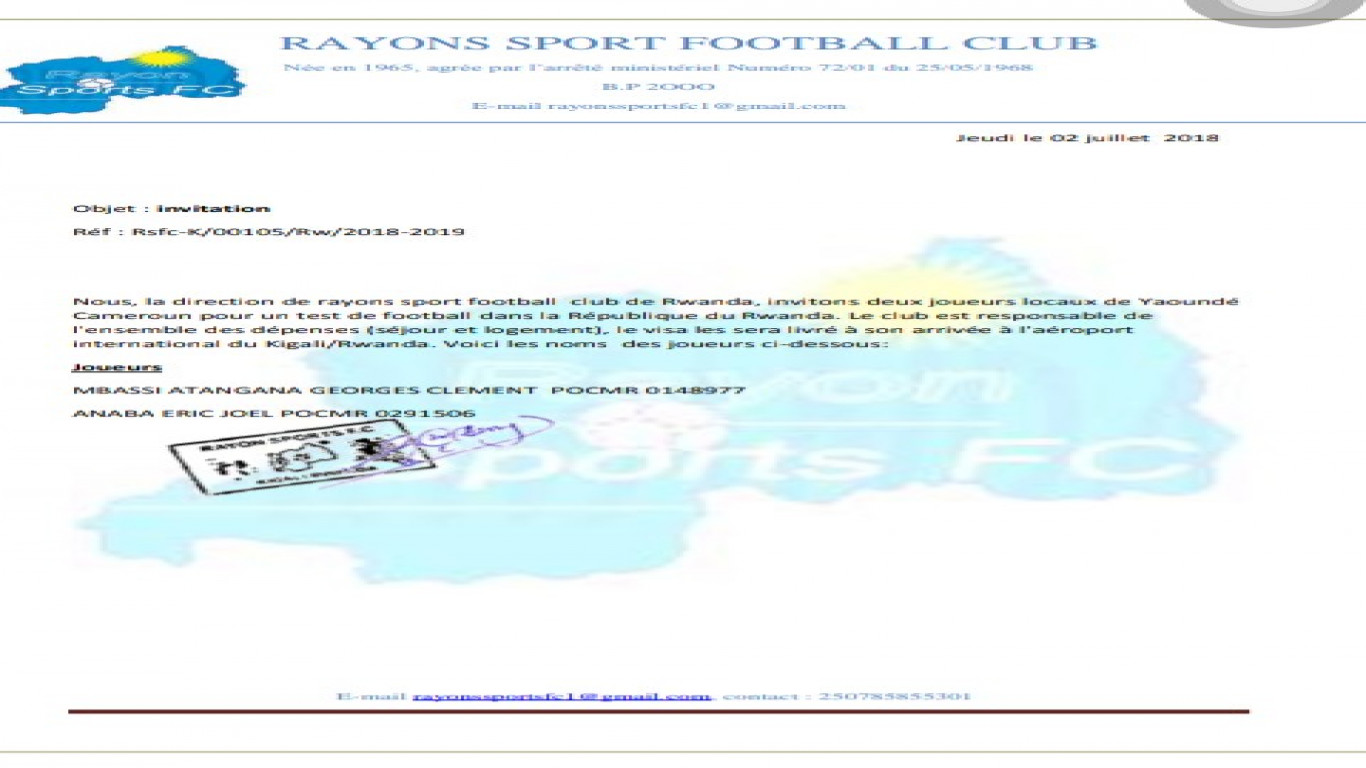 RAYONS SPORT FOOTBALL CLUB
Née en 1965, agrée par l'arrêté ministériel Numéro 72/01 du 25/05/1968
B.P 2000
E-mail rayonssportsfc1@gmail.com
Rayon
Sports FC
Jeudi le 02 juillet 2018
Objet : invitation
Réf : Rsfc-K/00105/Rw/2018-2019
Nous, la direction de rayons sport football club de Rwanda, invitons deux joueurs locaux de Yaoundé
Cameroun pour un test de football dans la République du Rwanda. Le club est responsable de
l'ensemble des dépenses (séjour et logement), le visa les sera livré à son arrivée à l'aéroport
international du Kigali/Rwanda. Voici les noms des joueurs ci-dessous:
Joueurs
MBASSI ATANGANA GEORGES CLEMENT POCMR 0148977
ANABA ERIC JOEL POCMR 0291506
RAYON SPORTS F.C
Rayon
Sports FC
E-mail rayonssportsfc1@gmail.com, contact : 250785855301